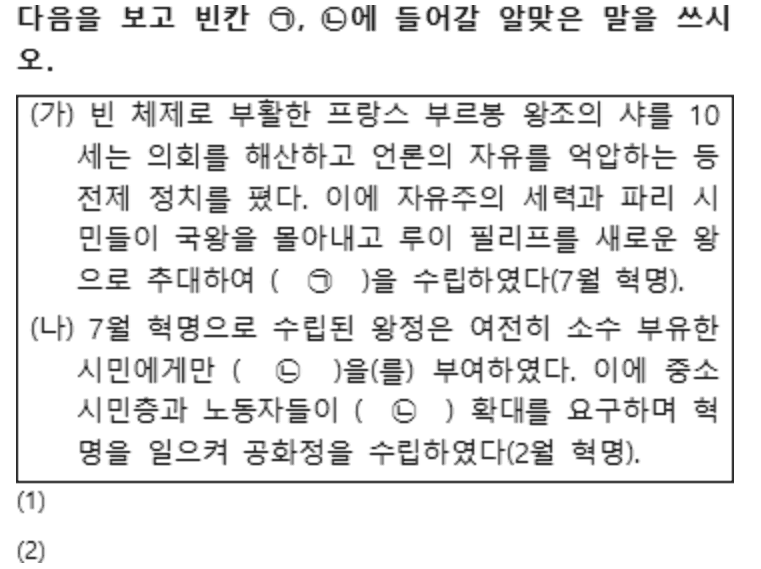 다음을 보고 빈칸 ㉠, ㉡에 들어갈 알맞은 말을 쓰시
오.
(가) 빈 체제로 부활한 프랑스 부르봉 왕조의 샤를 10
세는 의회를 해산하고 언론의 자유를 억압하는 등
전제 정치를 폈다. 이에 자유주의 세력과 파리 시
민들이 국왕을 몰아내고 루이 필리프를 새로운 왕
으로 추대하여 ( ㉠ )을 수립하였다(7월 혁명).
(나) 7월 혁명으로 수립된 왕정은 여전히 소수 부유한
시민에게만 ( ㉡ )을(를) 부여하였다. 이에 중소
시민층과 노동자들이 ( ㉡ ) 확대를 요구하며 혁
명을 일으켜 공화정을 수립하였다(2월 혁명).
(1)
(2)